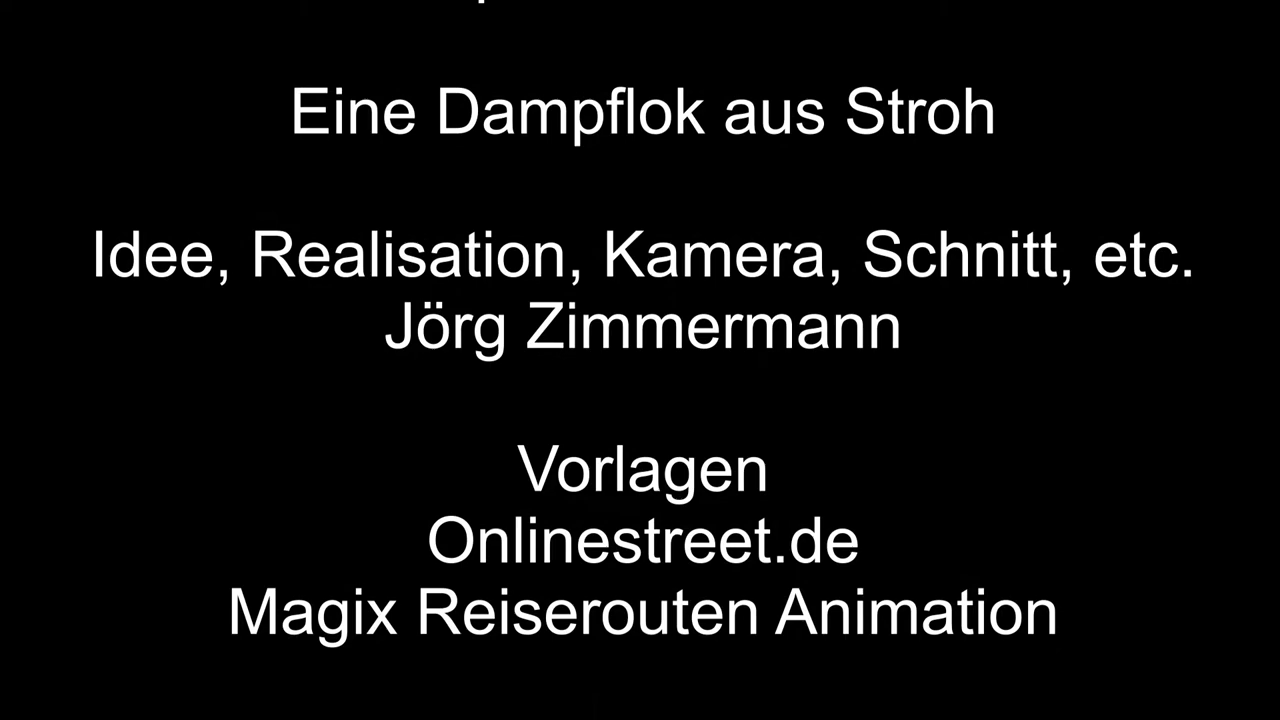 Eine Dampflok aus Stroh
Idee, Realisation, Kamera, Schnitt, etc.
Jörg Zimmermann
Vorlagen
Onlinestreet.de
Magix Reiserouten Animation